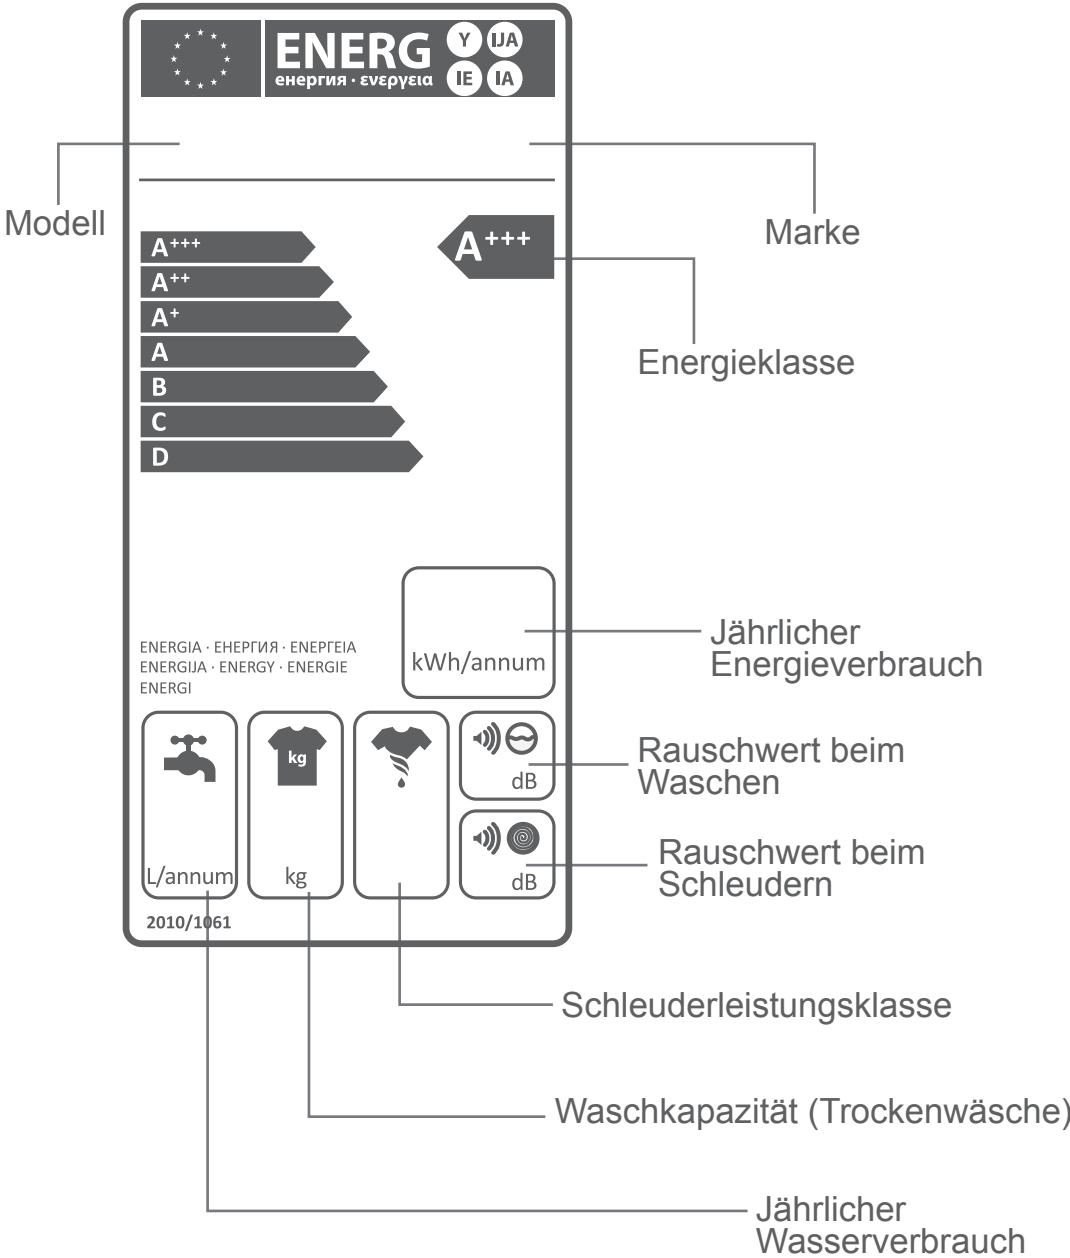 ENERG Y IJA
енергия · ενεργεια IE IA
Modell
Marke
A+++
A+++
A++
A+
A
B
C
D
Energieklasse
kWh/annum
Jährlicher
Energieverbrauch
ENERGIA · ЕНЕРГИЯ · ΕΝΕΡΓΕΙΑ
ENERGIJA · ENERGY · ENERGIE
ENERGI
kg
dB
Rauschwert beim
Waschen
L/annum
kg
dB
Rauschwert beim
Schleudern
2010/1061
Schleuderleistungsklasse
Waschkapazität (Trockenwäsche)
Jährlicher
Wasserverbrauch